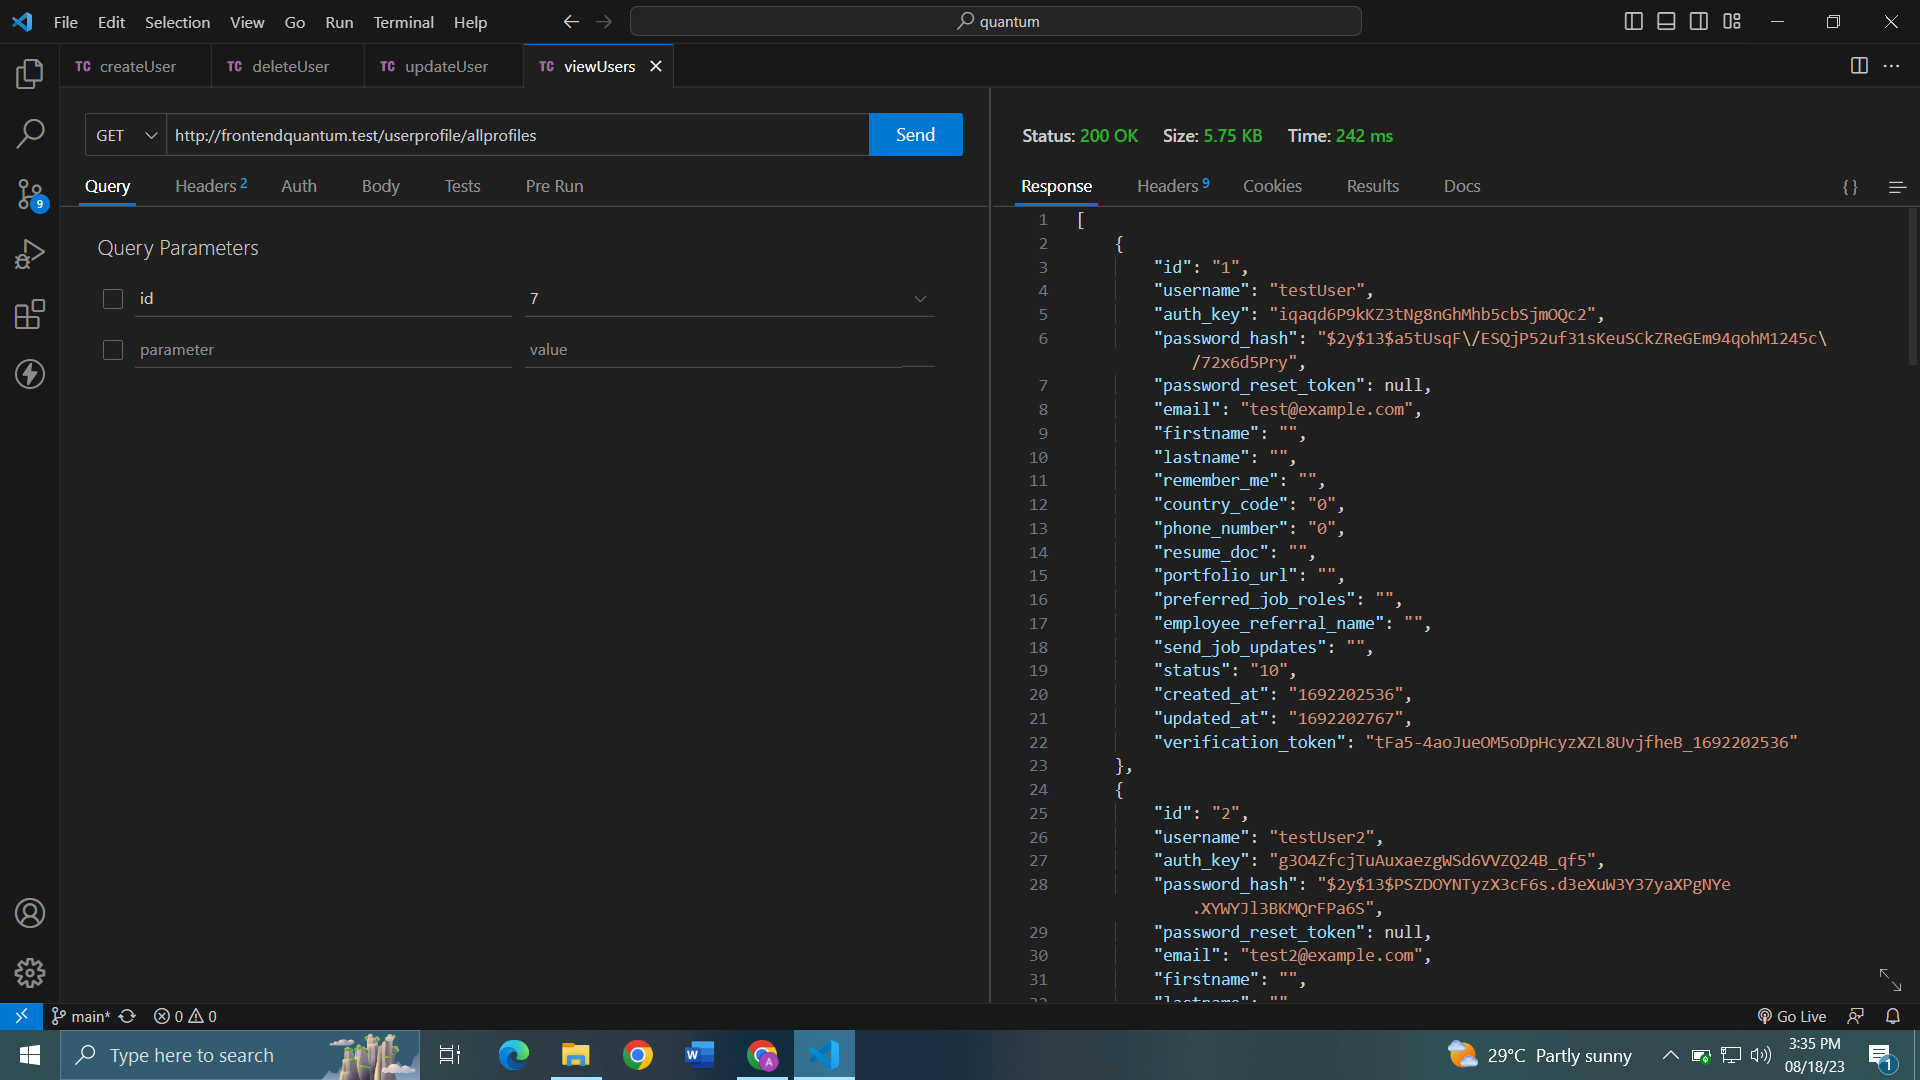 File Edit Selection View Go Run Terminal Help
quantum
TC createUser TC deleteUser TC updateUser TC viewUsers
GET http://frontendquantum.test/userprofile/allprofiles Send
Status: 200 OK Size: 5.75 KB Time: 242 ms
Query Headers 2 Auth Body Tests Pre Run
Response Headers 9 Cookies Results Docs {}
9
Query Parameters
id 7
parameter value
1 [
2 {
3 "id": "1",
4 "username": "testUser",
5 "auth_key": "iqaqd6P9kKZ3tNg8nGhMhb5cbSjmOQc2",
6 "password_hash": "$2y$13$a5tUsqF\/ESQjP52uf31sKeuSCkZReGEm94qohM1245c\
/72x6d5Pry",
7 "password_reset_token": null,
8 "email": "test@example.com",
9 "firstname": "",
10 "lastname": "",
11 "remember_me": "",
12 "country_code": "0",
13 "phone_number": "0",
14 "resume_doc": "",
15 "portfolio_url": "",
16 "preferred_job_roles": "",
17 "employee_referral_name": "",
18 "send_job_updates": "",
19 "status": "10",
20 "created_at": "1692202536",
21 "updated_at": "1692202767",
22 "verification_token": "tFa5-4aoJueOM5oDpHcyzXZL8UvjfheB_1692202536"
23 },
24 {
25 "id": "2",
26 "username": "testUser2",
27 "auth_key": "g3O4ZfcjTuAuxaezgWSd6VVZQ24B_qf5",
28 "password_hash": "$2y$13$PSZDOYNTyzX3cF6s.d3eXuW3Y37yaXPgNYe
.XYWYJl3BKMQrFPa6S",
29 "password_reset_token": null,
30 "email": "test2@example.com",
31 "firstname": "",
32 "lastname": ""
main* 0 0 Go Live
Type here to search
29°C Partly sunny
3:35 PM
08/18/23
1